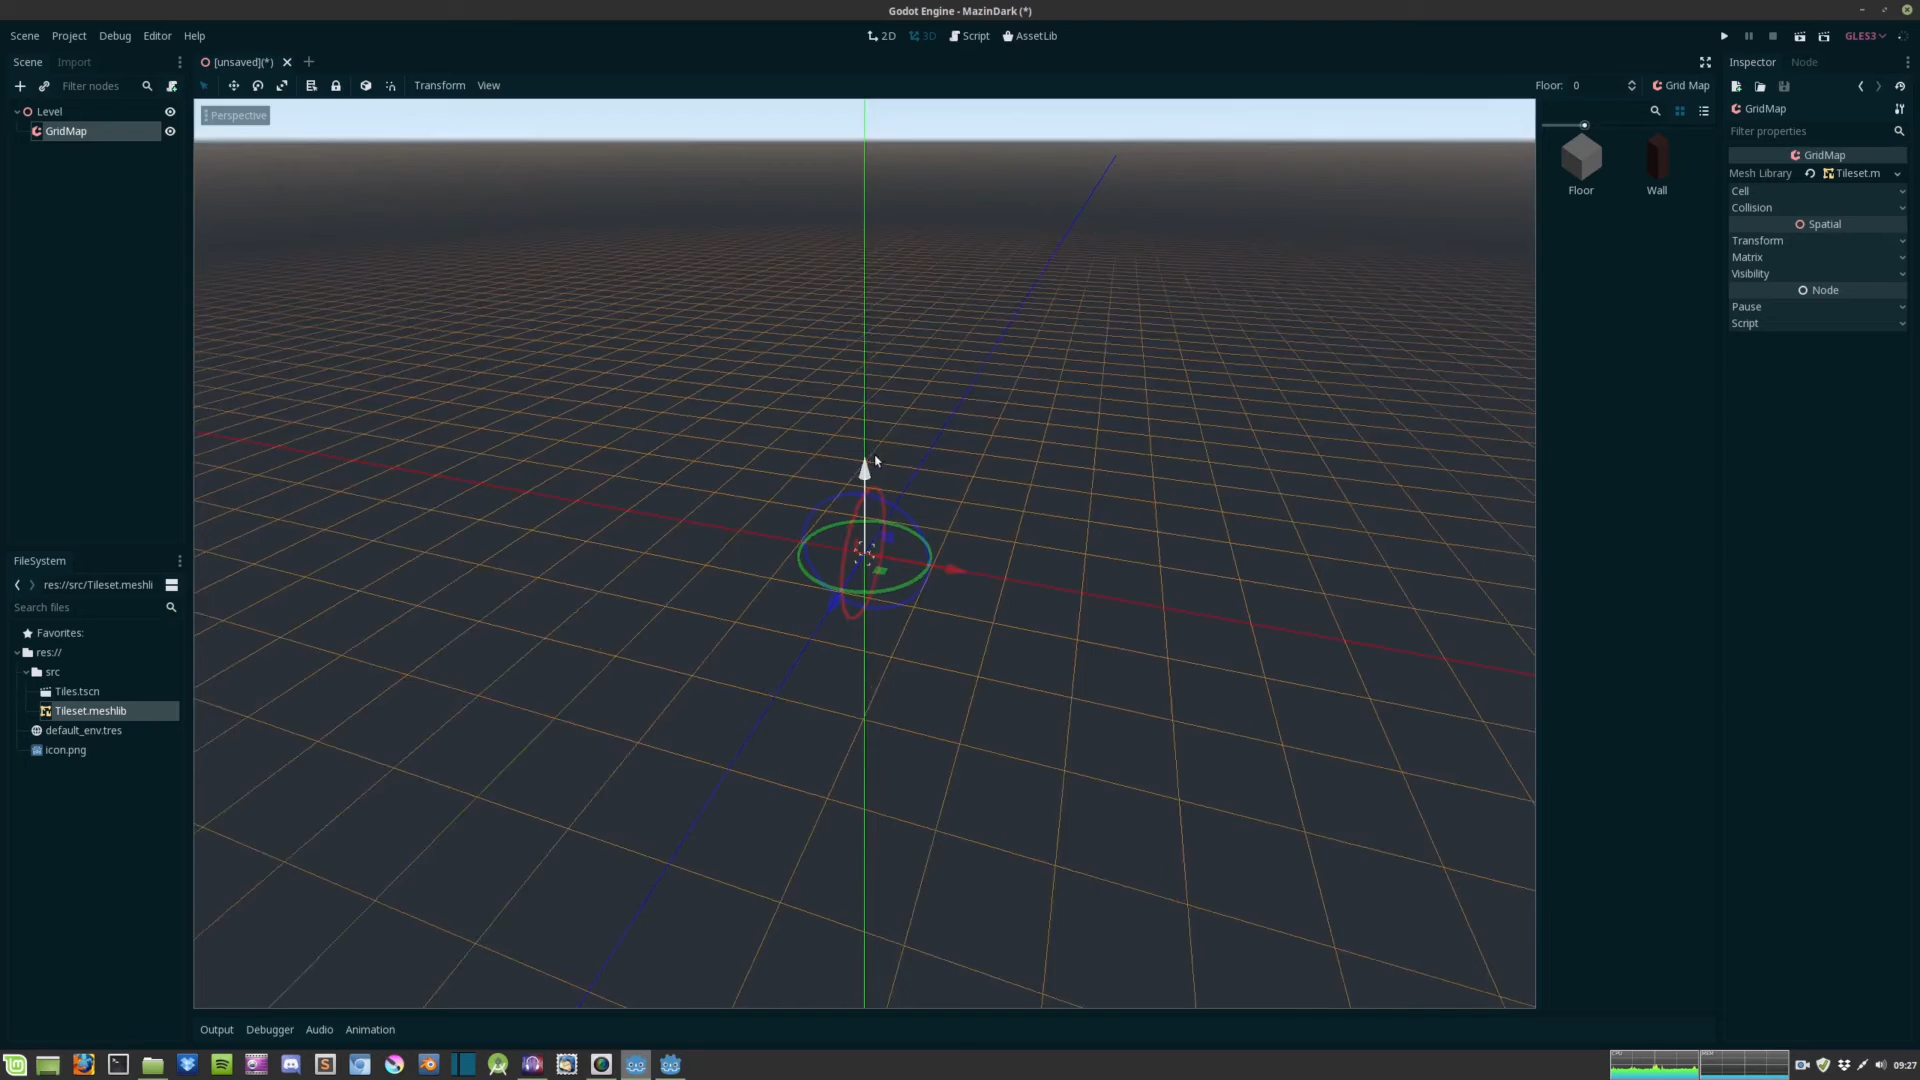 Godot Engine - MazinDark (*)
Scene Project Debug Editor Help
2D 3D Script AssetLib
GLES3
Scene Import
[unsaved](*)
Inspector Node
Filter nodes
Transform View
Floor: 0
Grid Map
Level
GridMap
Perspective
Floor
Wall
GridMap
Filter properties
GridMap
Mesh Library Tileset.m
Cell
Collision
Spatial
Transform
Matrix
Visibility
Node
Pause
Script
FileSystem
res://src/Tileset.meshli
Search files
Favorites:
res://
src
Tiles.tscn
Tileset.meshlib
default_env.tres
icon.png
Output Debugger Audio Animation
09:27